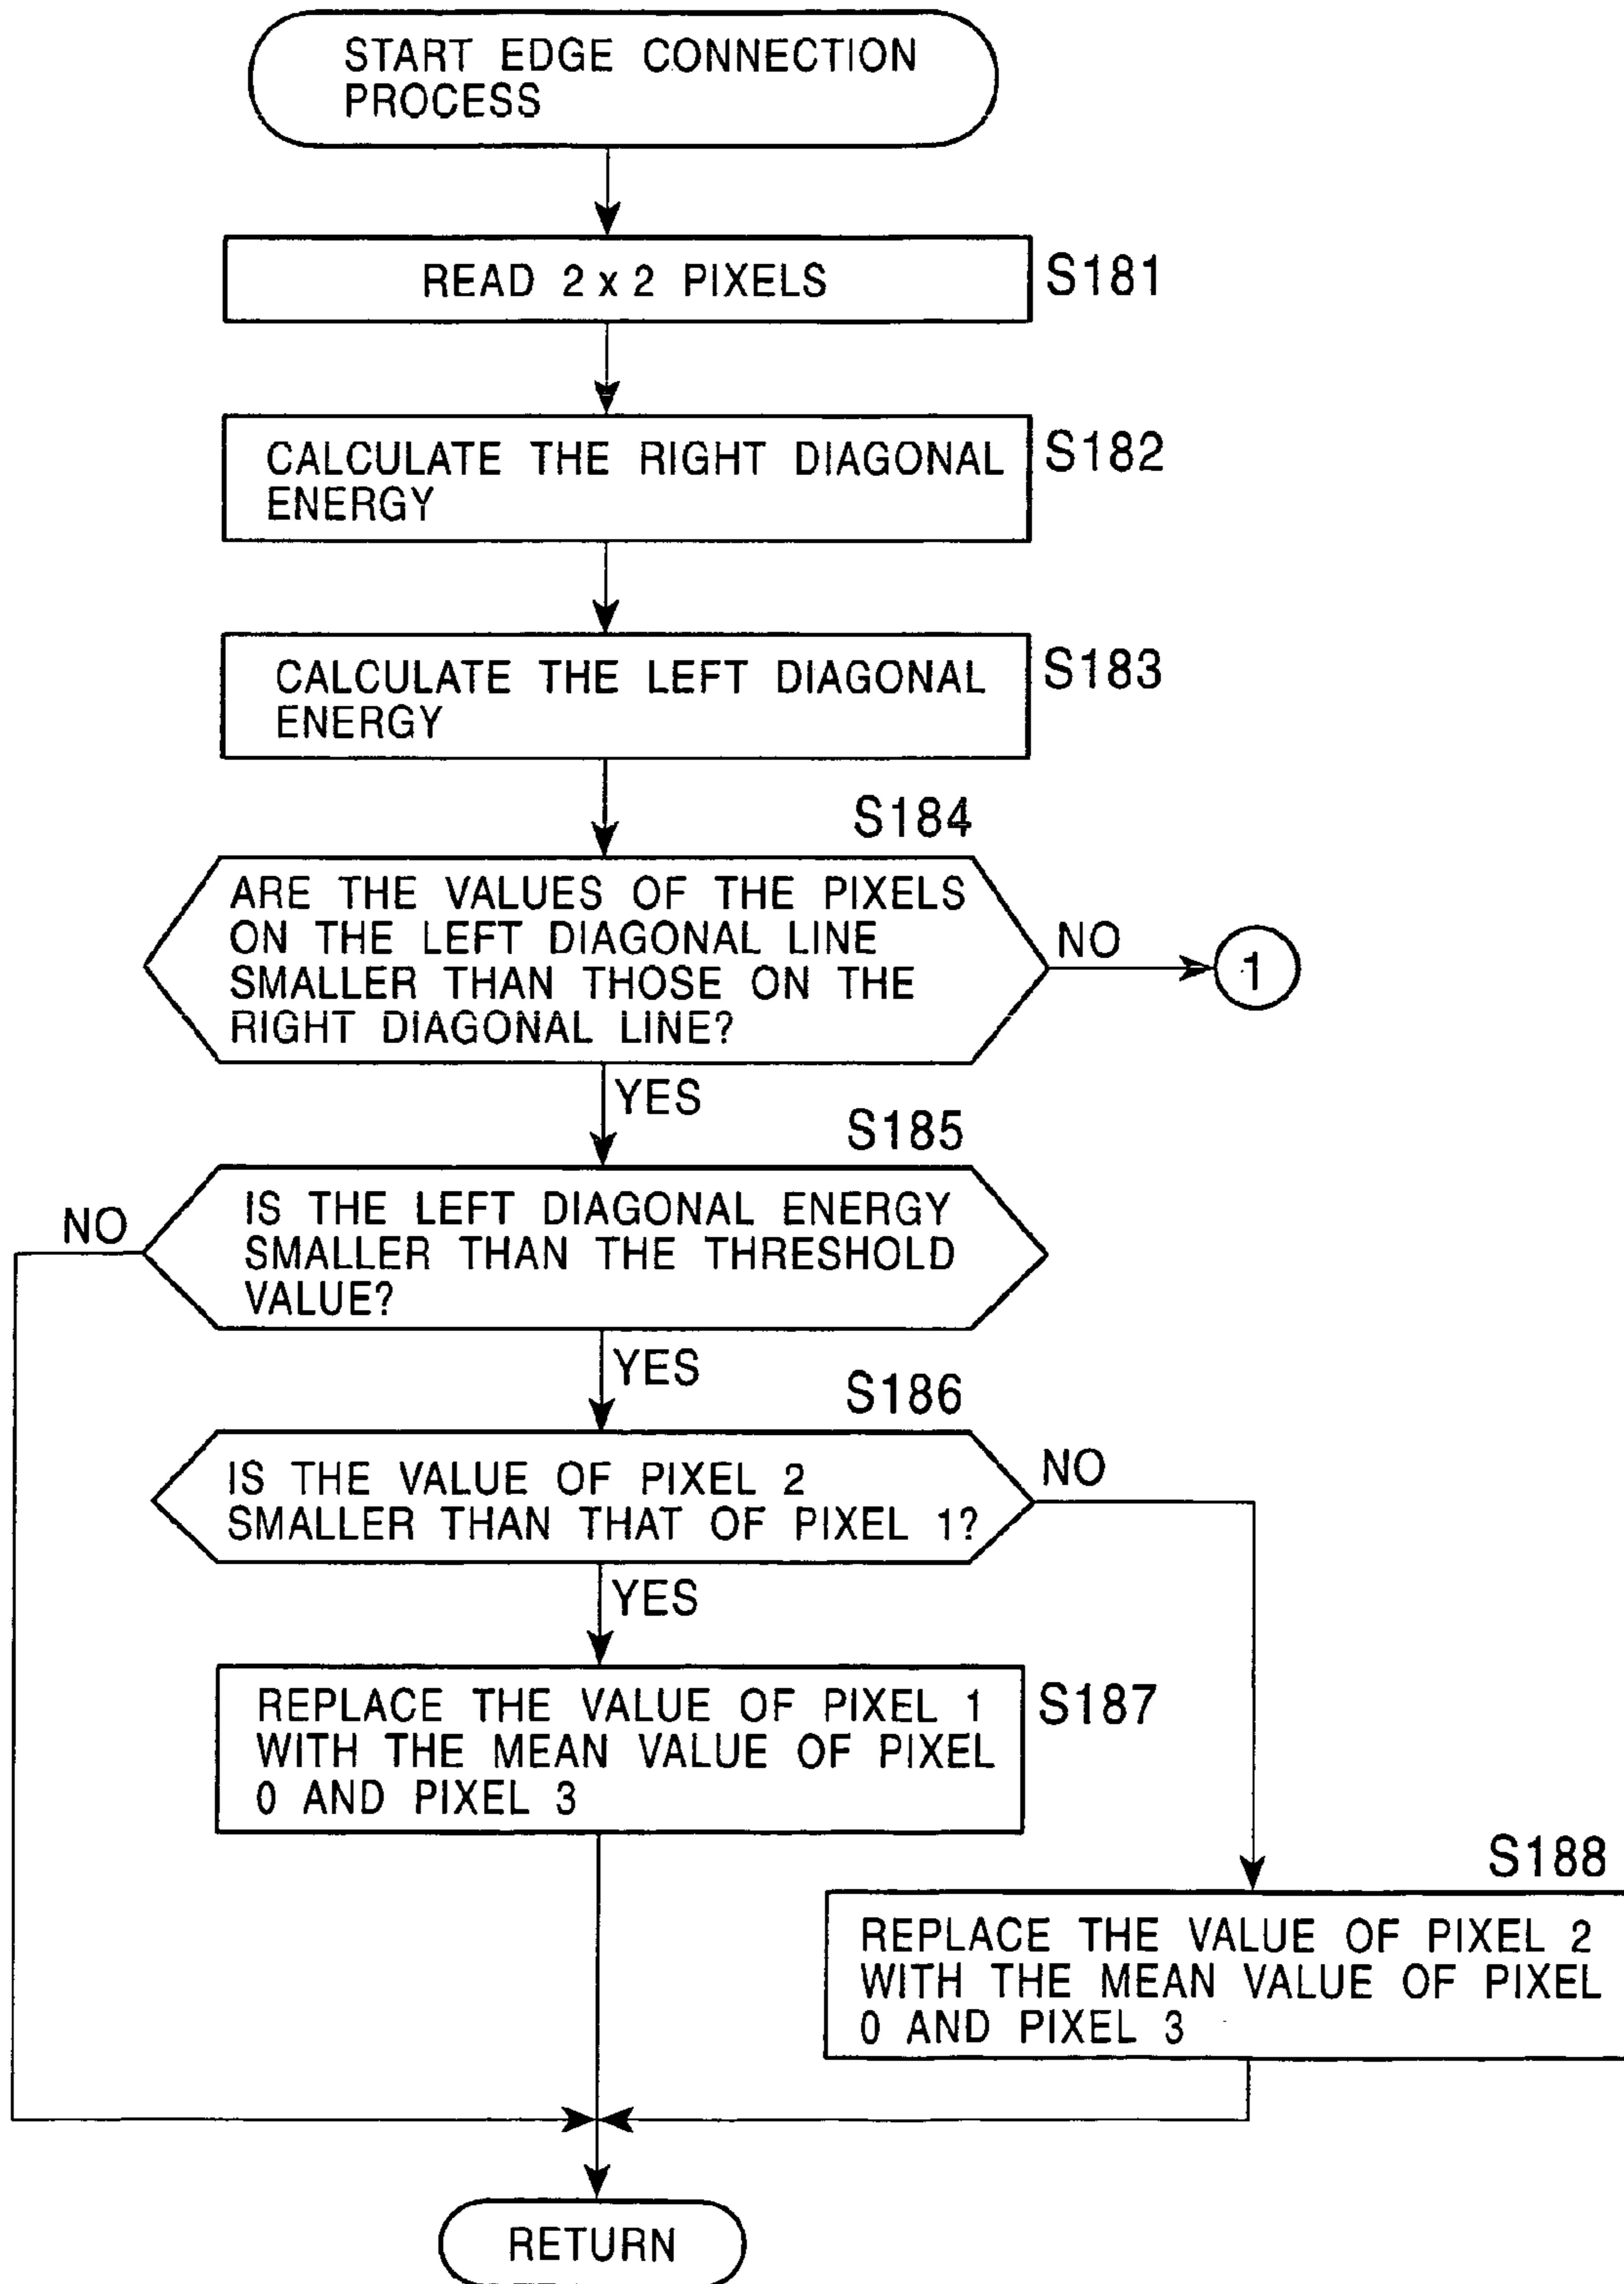 START EDGE CONNECTION
PROCESS
READ 2 x 2 PIXELS
S181
CALCULATE THE RIGHT DIAGONAL
ENERGY
S182
CALCULATE THE LEFT DIAGONAL
ENERGY
S183
S184
ARE THE VALUES OF THE PIXELS
ON THE LEFT DIAGONAL LINE
SMALLER THAN THOSE ON THE
RIGHT DIAGONAL LINE?
NO
1
YES
S185
IS THE LEFT DIAGONAL ENERGY
SMALLER THAN THE THRESHOLD
VALUE?
NO
YES
S186
IS THE VALUE OF PIXEL 2
SMALLER THAN THAT OF PIXEL 1?
NO
YES
REPLACE THE VALUE OF PIXEL 1
WITH THE MEAN VALUE OF PIXEL
0 AND PIXEL 3
S187
S188
REPLACE THE VALUE OF PIXEL 2
WITH THE MEAN VALUE OF PIXEL
0 AND PIXEL 3
RETURN